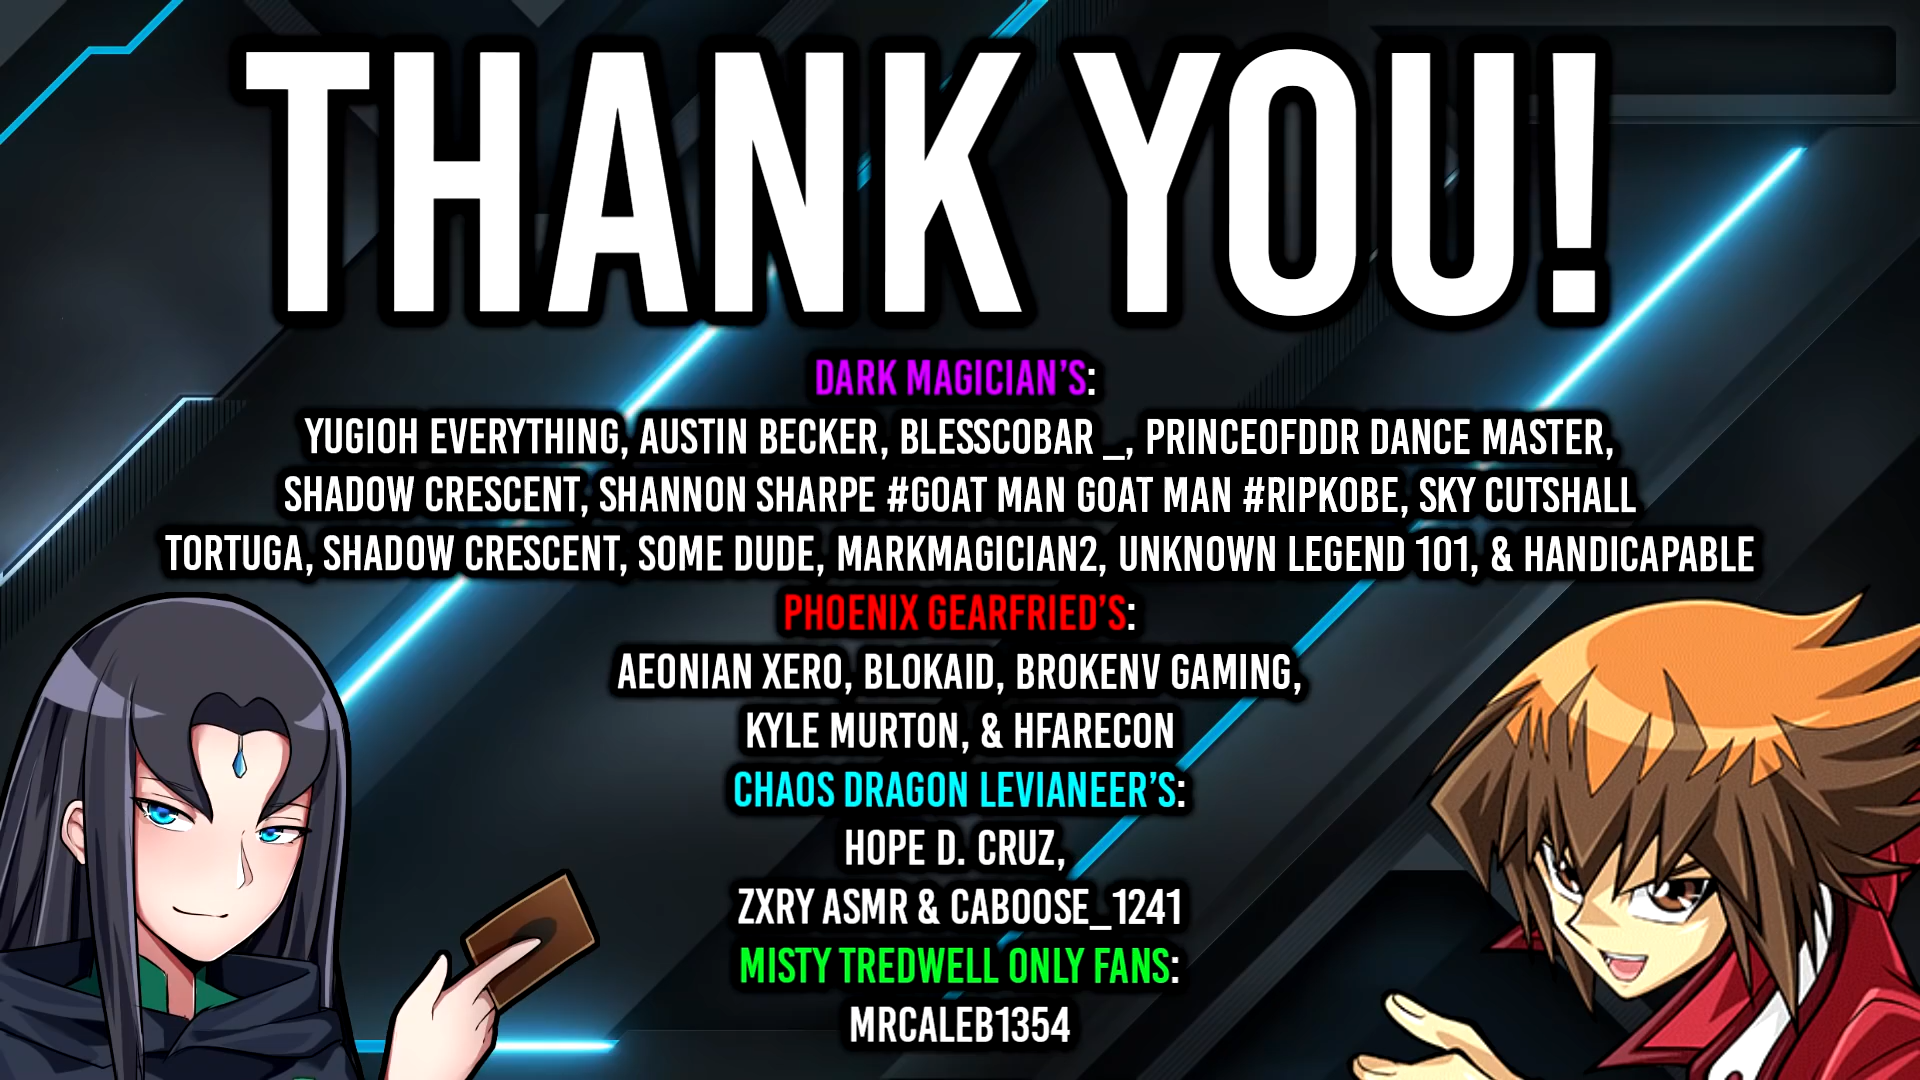 THANK YOU!
DARK MAGICIAN'S:
YUGIOH EVERYTHING, AUSTIN BECKER, BLESSCOBAR _, PRINCEOFDDR DANCE MASTER,
SHADOW CRESCENT, SHANNON SHARPE #GOAT MAN GOAT MAN #RIPKOBE, SKY CUTSHALL
TORTUGA, SHADOW CRESCENT, SOME DUDE, MARKMAGICIAN2, UNKNOWN LEGEND 101, & HANDICAPABLE
PHOENIX GEARFRIED'S:
AEONIAN XERO, BLOKAID, BROKENV GAMING,
KYLE MURTON, & HFARECON
CHAOS DRAGON LEVIANEER'S:
HOPE D. CRUZ,
ZXRY ASMR & CABOOSE_1241
MISTY TREDWELL ONLY FANS:
MRCALEB1354